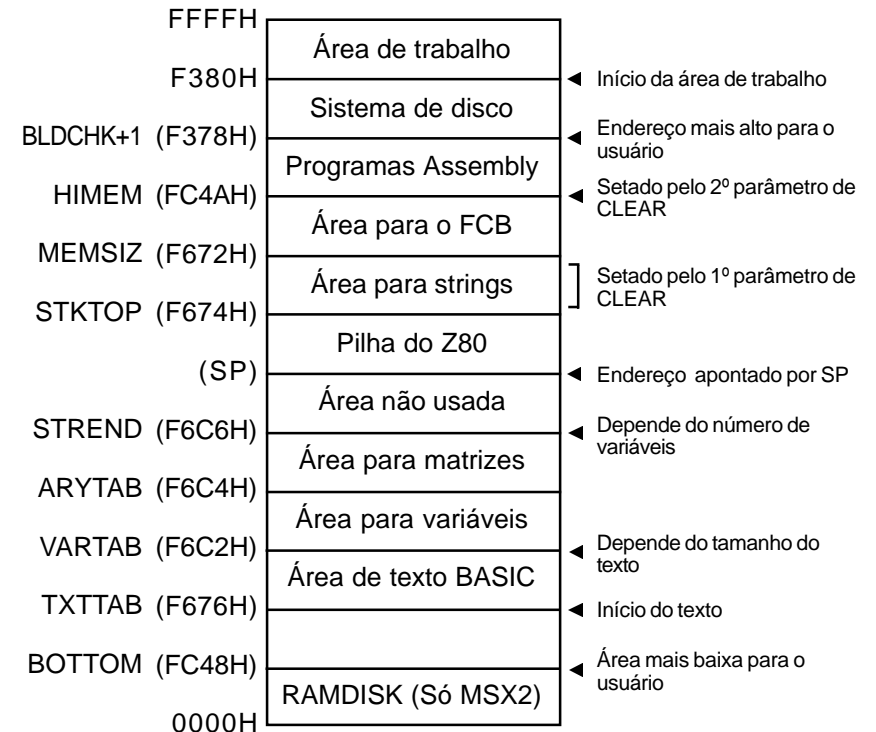 FFFFH
Área de trabalho
F380H
Início da área de trabalho
Sistema de disco
BLDCHK+1 (F378H)
Endereço mais alto para o
usuário
Programas Assembly
HIMEM (FC4AH)
Setado pelo 2º parâmetro de
CLEAR
Área para o FCB
MEMSIZ (F672H)
Área para strings
Setado pelo 1º parâmetro de
CLEAR
STKTOP (F674H)
Pilha do Z80
(SP)
Endereço apontado por SP
Área não usada
STREND (F6C6H)
Depende do número de
variáveis
Área para matrizes
ARYTAB (F6C4H)
Área para variáveis
VARTAB (F6C2H)
Depende do tamanho do
texto
Área de texto BASIC
TXTTAB (F676H)
Início do texto
BOTTOM (FC48H)
Área mais baixa para o
usuário
RAMDISK (Só MSX2)
0000H